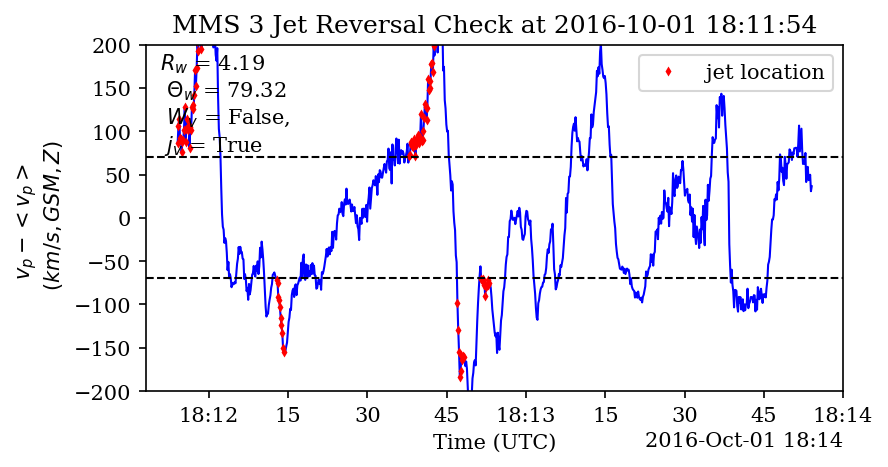 MMS 3 Jet Reversal Check at 2016-10-01 18:11:54
R_w = 4.19
Θ_w = 79.32
W_v = False,
j_v = True
jet location
v_p − <v_p>
(km/s, GSM, Z)
200
150
100
50
0
−50
−100
−150
−200
18:12 15 30 45 18:13 15 30 45 18:14
Time (UTC)
2016-Oct-01 18:14